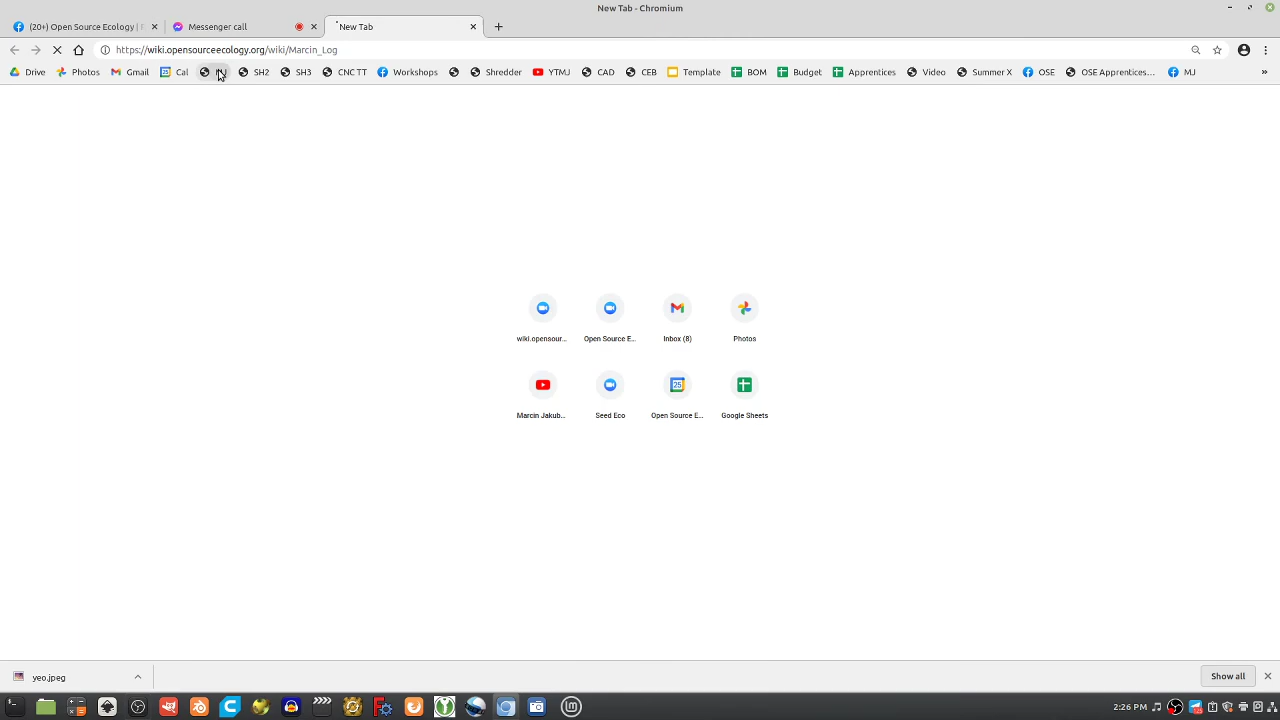 New Tab - Chromium
(20+) Open Source Ecology | F
Messenger call
New Tab
https://wiki.opensourceecology.org/wiki/Marcin_Log
Drive
Photos
Gmail
Cal
SH2
SH3
CNC TT
Workshops
Shredder
YTMJ
CAD
CEB
Template
BOM
Budget
Apprentices
Video
Summer X
OSE
OSE Apprentices...
MJ
»
wiki.opensour...
Open Source E...
Inbox (8)
Photos
Marcin Jakub...
Seed Eco
Open Source E...
Google Sheets
yeo.jpeg
Show all
2:26 PM